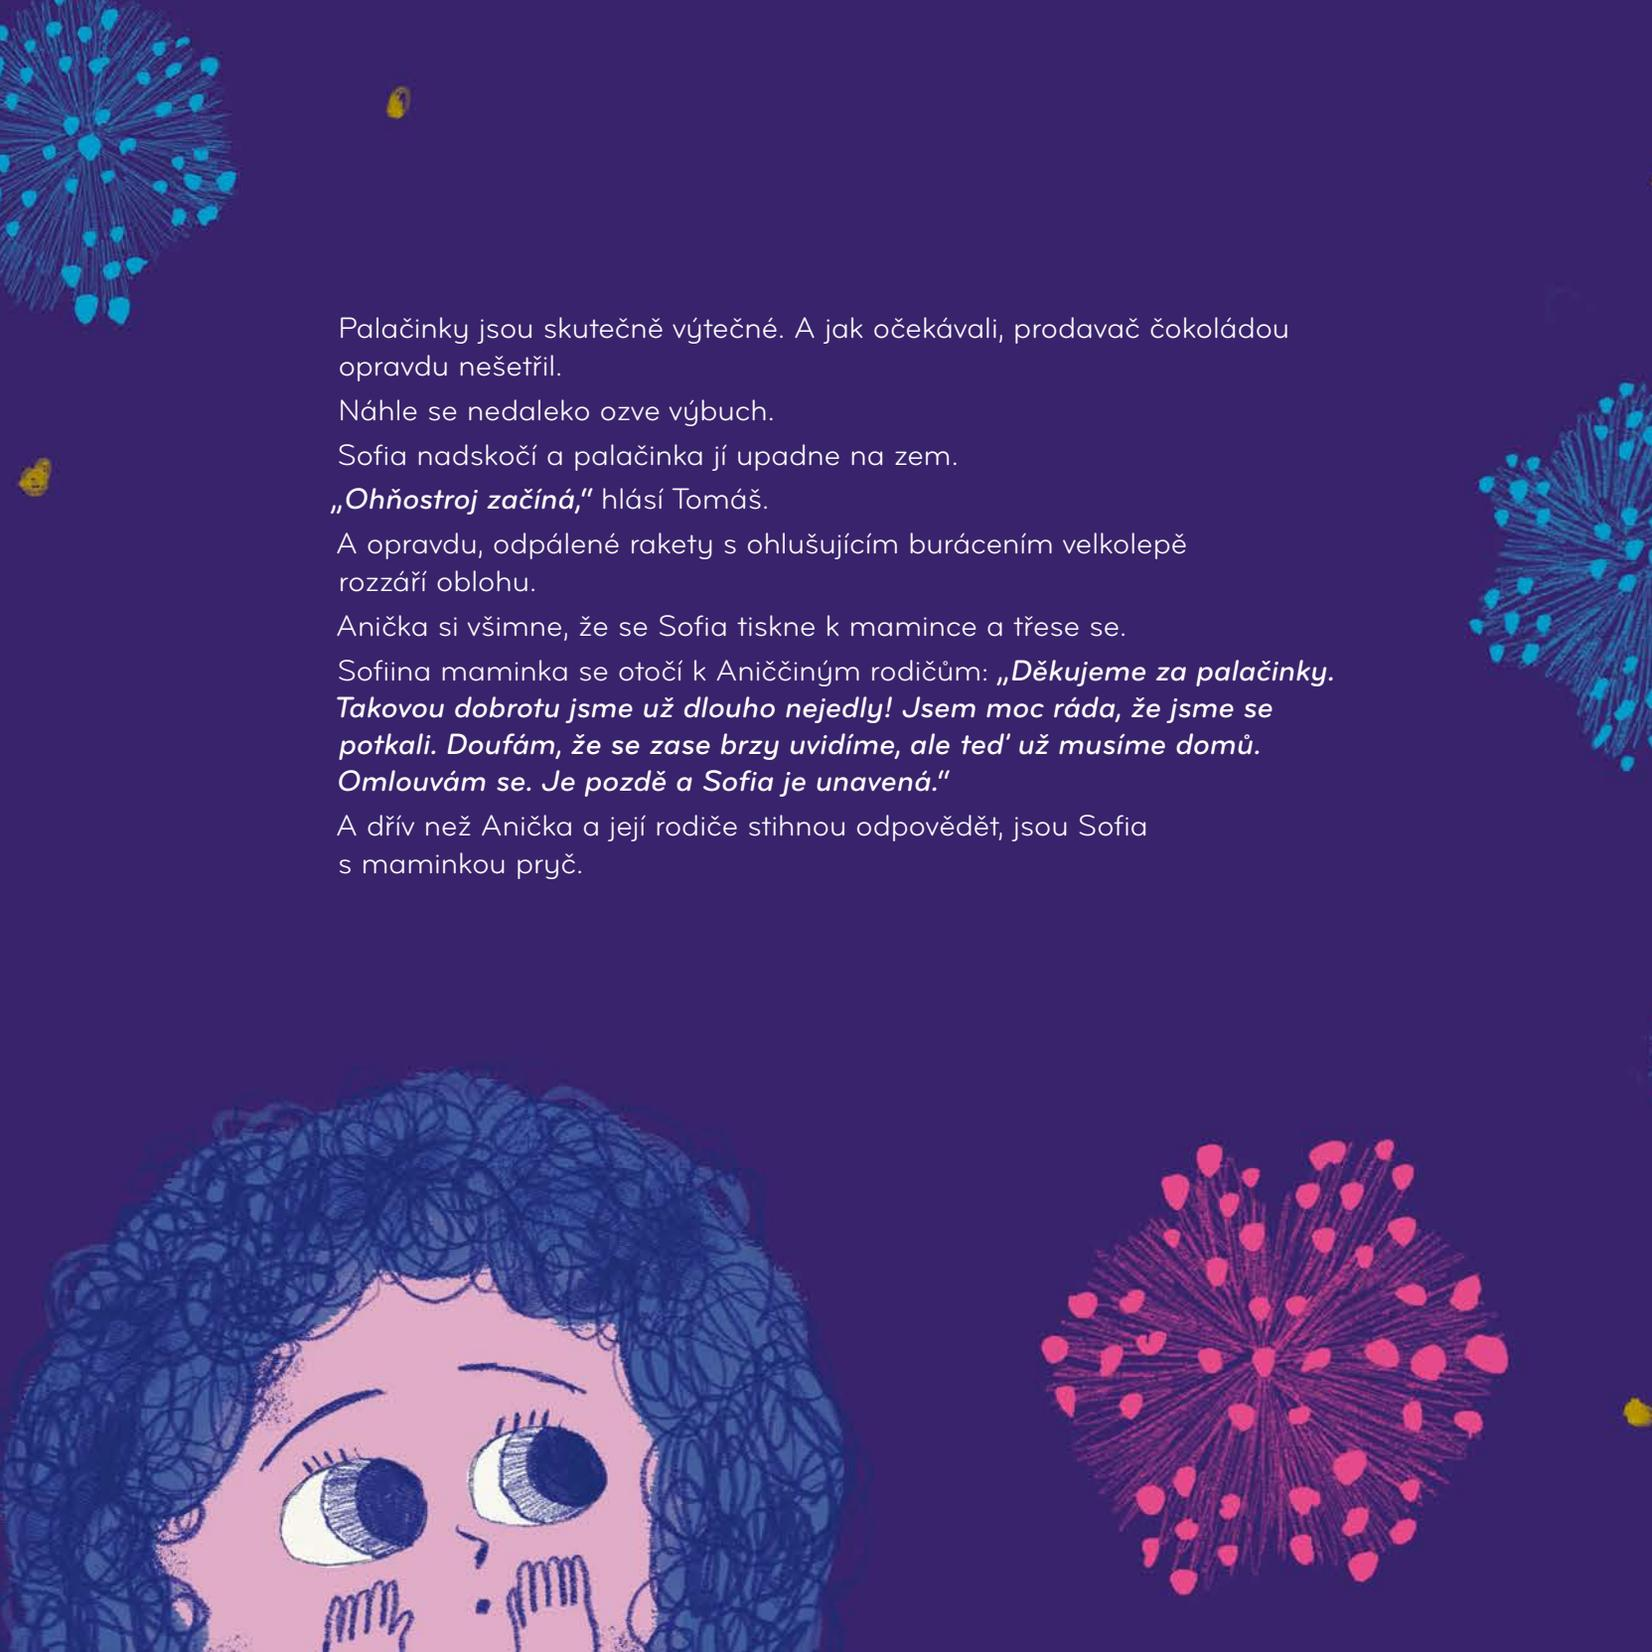 Palačinky jsou skutečně výtečné. A jak očekávali, prodavač čokoládou
opravdu nešetřil.
Náhle se nedaleko ozve výbuch.
Sofia nadskočí a palačinka jí upadne na zem.
„Ohňostroj začíná,“ hlásí Tomáš.
A opravdu, odpálené rakety s ohlušujícím burácením velkolepě
rozzáří oblohu.
Anička si všimne, že se Sofia tiskne k mamince a třese se.
Sofiina maminka se otočí k Aniččiným rodičům: „Děkujeme za palačinky.
Takovou dobrotu jsme už dlouho nejedly! Jsem moc ráda, že jsme se
potkali. Doufám, že se zase brzy uvidíme, ale teď už musíme domů.
Omlouvám se. Je pozdě a Sofia je unavená.“
A dřív než Anička a její rodiče stihnou odpovědět, jsou Sofia
s maminkou pryč.